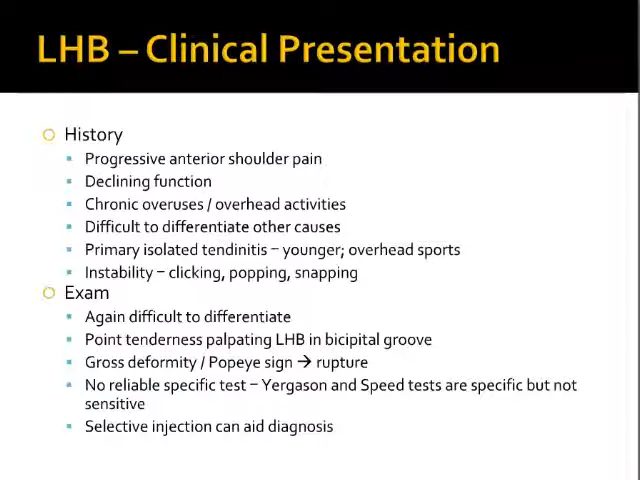 LHB – Clinical Presentation
History
Progressive anterior shoulder pain
Declining function
Chronic overuses / overhead activities
Difficult to differentiate other causes
Primary isolated tendinitis – younger; overhead sports
Instability – clicking, popping, snapping
Exam
Again difficult to differentiate
Point tenderness palpating LHB in bicipital groove
Gross deformity / Popeye sign → rupture
No reliable specific test – Yergason and Speed tests are specific but not
sensitive
Selective injection can aid diagnosis